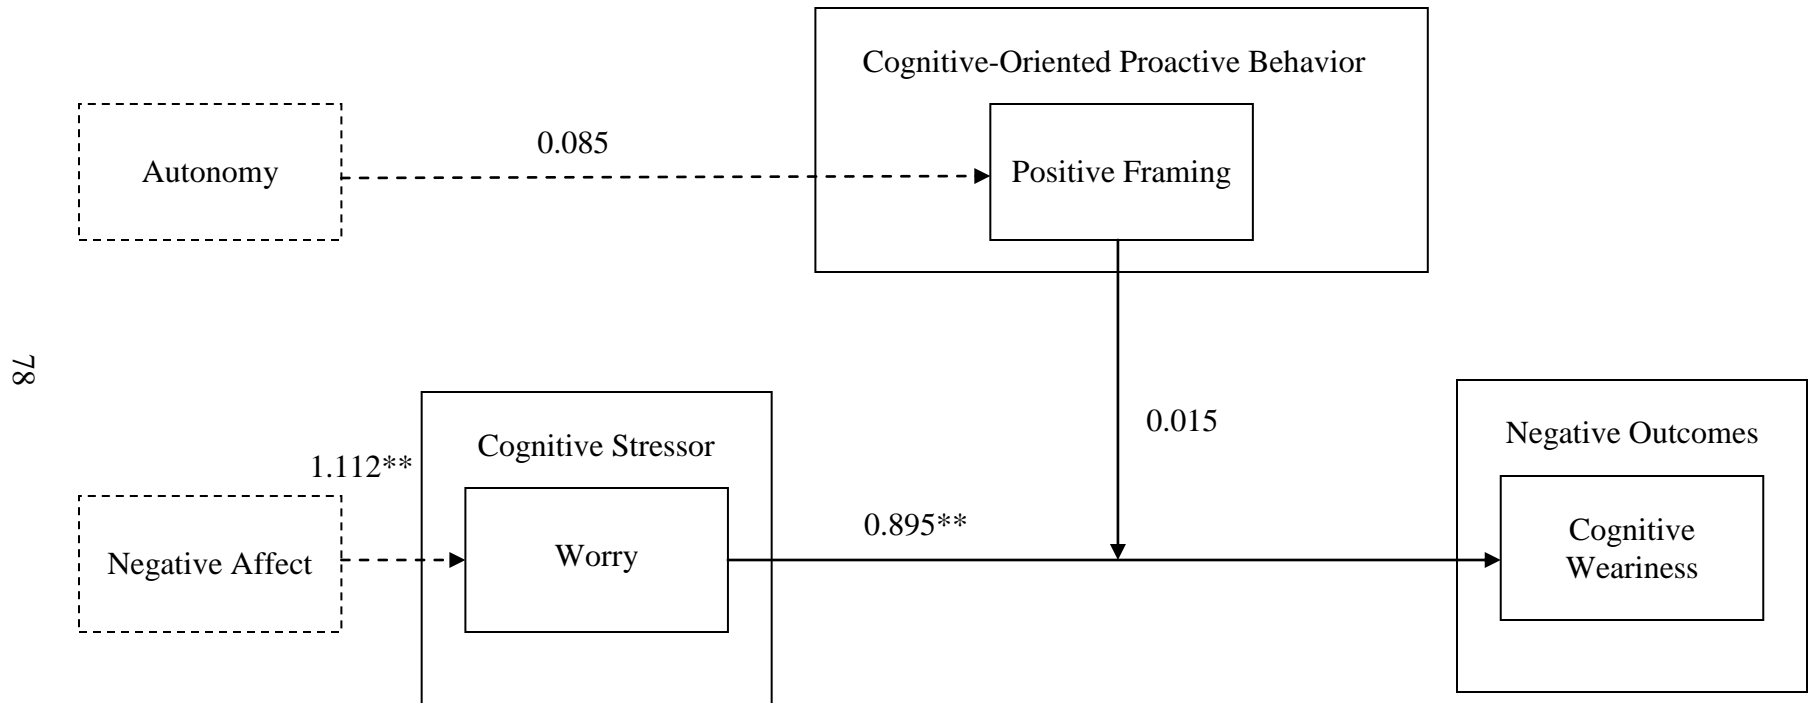 Cognitive-Oriented Proactive Behavior
0.085
Autonomy
Positive Framing
78
0.015
Cognitive Stressor
Negative Outcomes
1.112**
0.895**
Negative Affect
Worry
Cognitive
Weariness